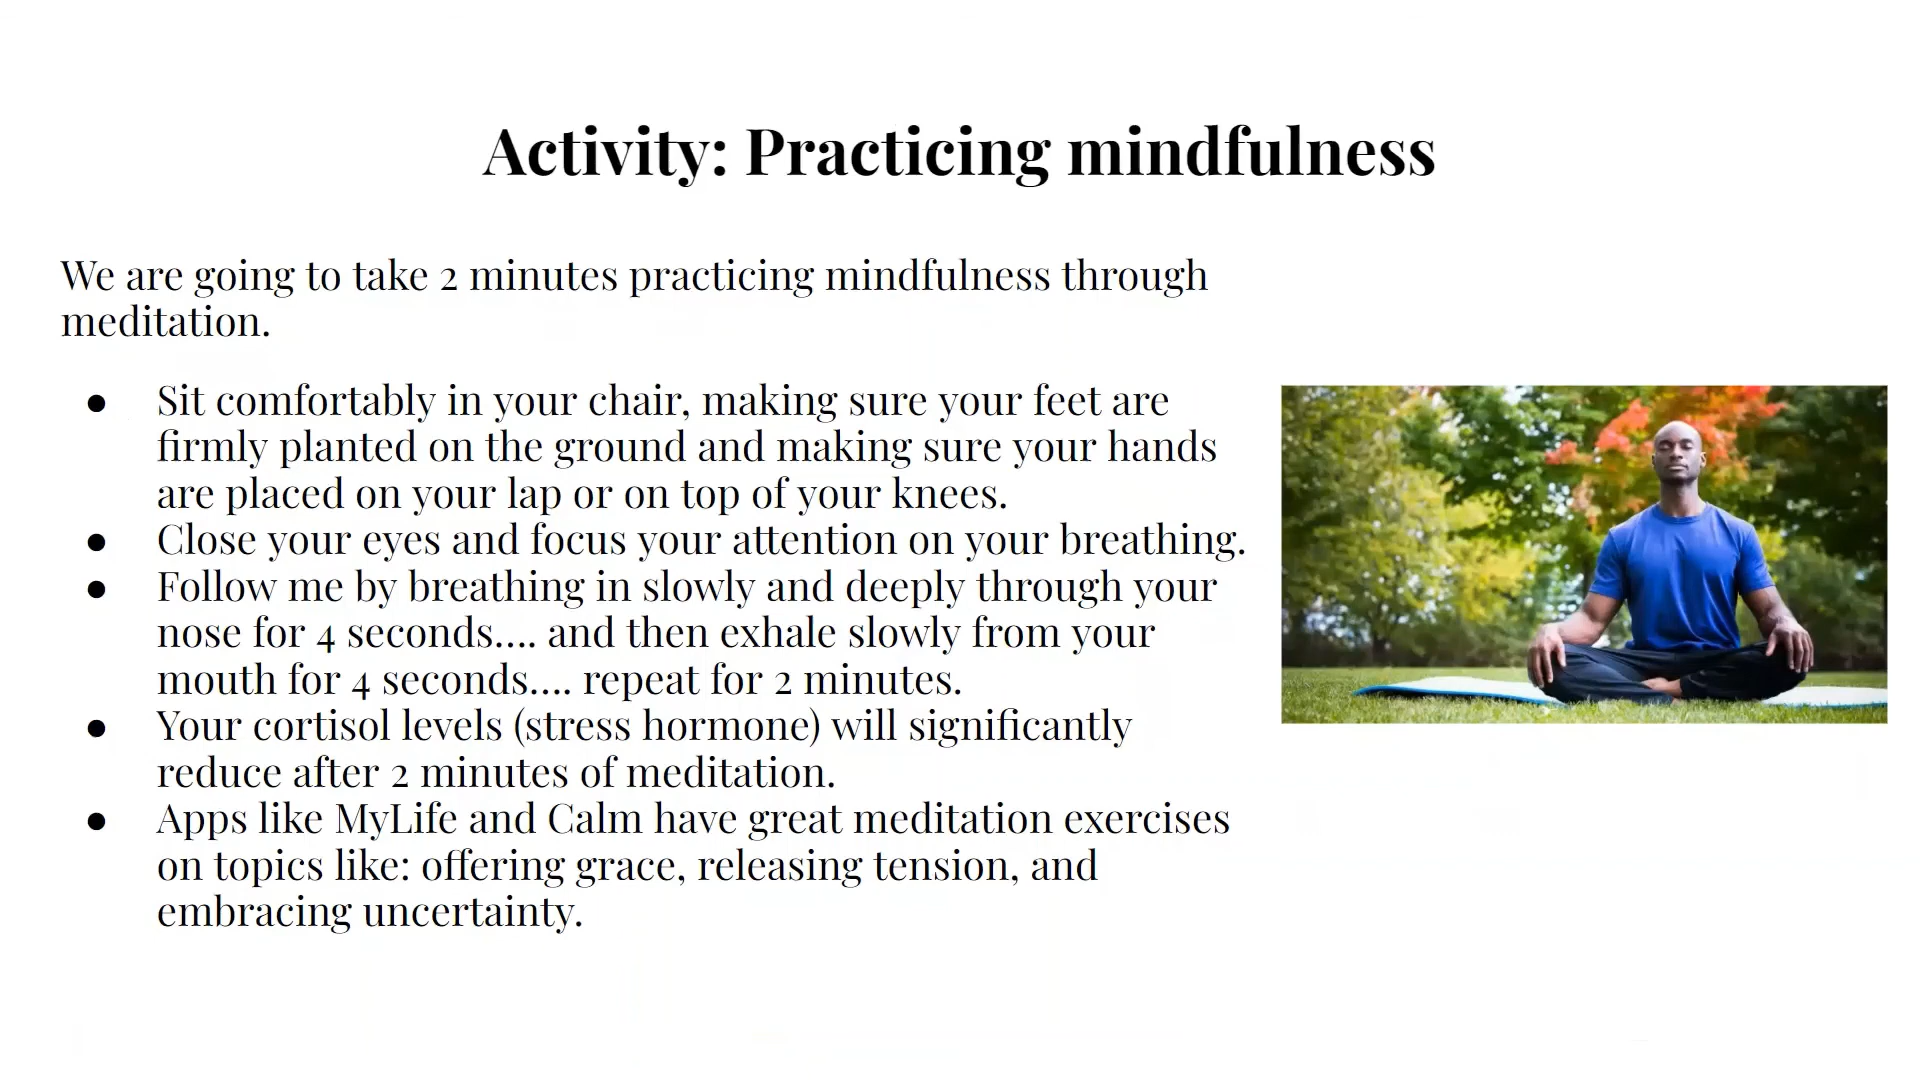 Activity: Practicing mindfulness
We are going to take 2 minutes practicing mindfulness through
meditation.
● Sit comfortably in your chair, making sure your feet are
firmly planted on the ground and making sure your hands
are placed on your lap or on top of your knees.
● Close your eyes and focus your attention on your breathing.
● Follow me by breathing in slowly and deeply through your
nose for 4 seconds.... and then exhale slowly from your
mouth for 4 seconds.... repeat for 2 minutes.
● Your cortisol levels (stress hormone) will significantly
reduce after 2 minutes of meditation.
● Apps like MyLife and Calm have great meditation exercises
on topics like: offering grace, releasing tension, and
embracing uncertainty.